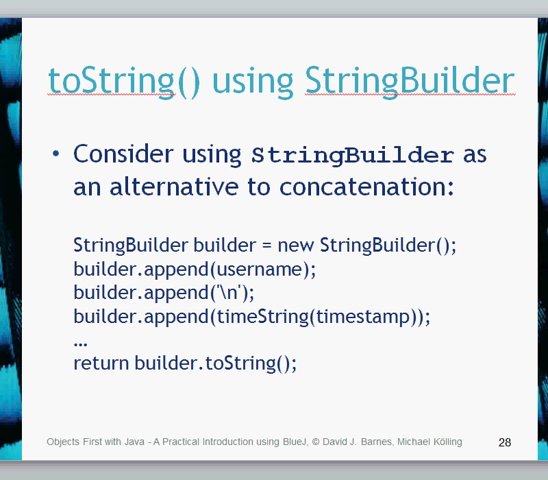 toString() using StringBuilder
• Consider using StringBuilder as
an alternative to concatenation:
StringBuilder builder = new StringBuilder();
builder.append(username);
builder.append('\n');
builder.append(timeString(timestamp));
…
return builder.toString();
Objects First with Java - A Practical Introduction using BlueJ, © David J. Barnes, Michael Kölling 28